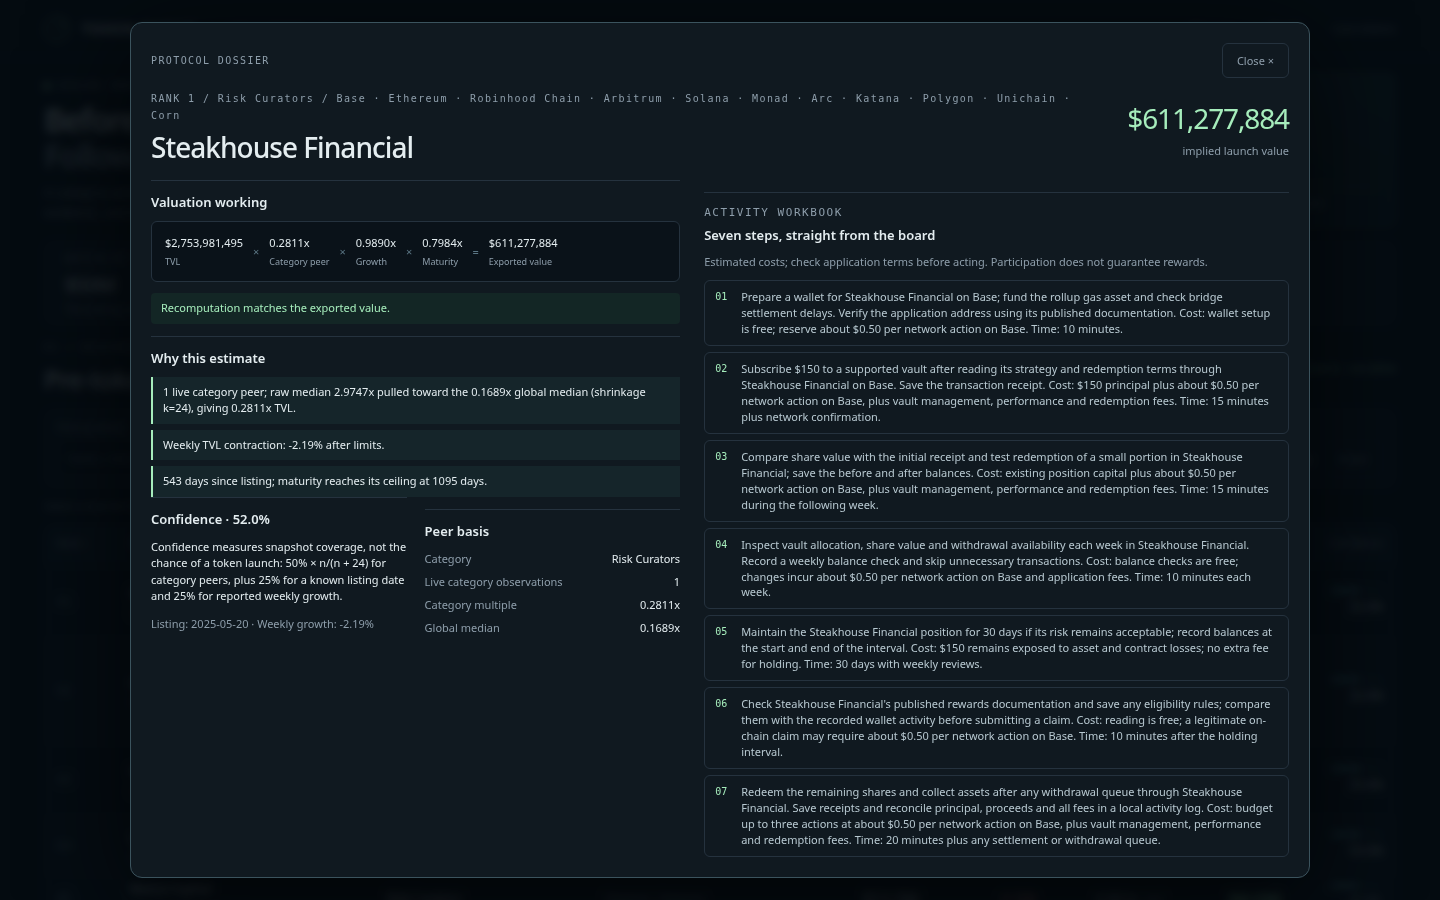 PROTOCOL DOSSIER
Close ×
RANK 1 / Risk Curators / Base · Ethereum · Robinhood Chain · Arbitrum · Solana · Monad · Arc · Katana · Polygon · Unichain ·
Corn
Steakhouse Financial
$611,277,884
implied launch value
Valuation working
$2,753,981,495 × 0.2811x × 0.9890x × 0.7984x = $611,277,884
TVL Category peer Growth Maturity Exported value
Recomputation matches the exported value.
Why this estimate
1 live category peer; raw median 2.9747x pulled toward the 0.1689x global median (shrinkage
k=24), giving 0.2811x TVL.
Weekly TVL contraction: -2.19% after limits.
543 days since listing; maturity reaches its ceiling at 1095 days.
Confidence · 52.0%
Confidence measures snapshot coverage, not the
chance of a token launch: 50% × n/(n + 24) for
category peers, plus 25% for a known listing date
and 25% for reported weekly growth.
Listing: 2025-05-20 · Weekly growth: -2.19%
Peer basis
Category Risk Curators
Live category observations 1
Category multiple 0.2811x
Global median 0.1689x
ACTIVITY WORKBOOK
Seven steps, straight from the board
Estimated costs; check application terms before acting. Participation does not guarantee rewards.
01 Prepare a wallet for Steakhouse Financial on Base; fund the rollup gas asset and check bridge
settlement delays. Verify the application address using its published documentation. Cost: wallet setup
is free; reserve about $0.50 per network action on Base. Time: 10 minutes.
02 Subscribe $150 to a supported vault after reading its strategy and redemption terms through
Steakhouse Financial on Base. Save the transaction receipt. Cost: $150 principal plus about $0.50 per
network action on Base, plus vault management, performance and redemption fees. Time: 15 minutes
plus network confirmation.
03 Compare share value with the initial receipt and test redemption of a small portion in Steakhouse
Financial; save the before and after balances. Cost: existing position capital plus about $0.50 per
network action on Base, plus vault management, performance and redemption fees. Time: 15 minutes
during the following week.
04 Inspect vault allocation, share value and withdrawal availability each week in Steakhouse Financial.
Record a weekly balance check and skip unnecessary transactions. Cost: balance checks are free;
changes incur about $0.50 per network action on Base and application fees. Time: 10 minutes each
week.
05 Maintain the Steakhouse Financial position for 30 days if its risk remains acceptable; record balances at
the start and end of the interval. Cost: $150 remains exposed to asset and contract losses; no extra fee
for holding. Time: 30 days with weekly reviews.
06 Check Steakhouse Financial's published rewards documentation and save any eligibility rules; compare
them with the recorded wallet activity before submitting a claim. Cost: reading is free; a legitimate on-
chain claim may require about $0.50 per network action on Base. Time: 10 minutes after the holding
interval.
07 Redeem the remaining shares and collect assets after any withdrawal queue through Steakhouse
Financial. Save receipts and reconcile principal, proceeds and all fees in a local activity log. Cost: budget
up to three actions at about $0.50 per network action on Base, plus vault management, performance
and redemption fees. Time: 20 minutes plus any settlement or withdrawal queue.